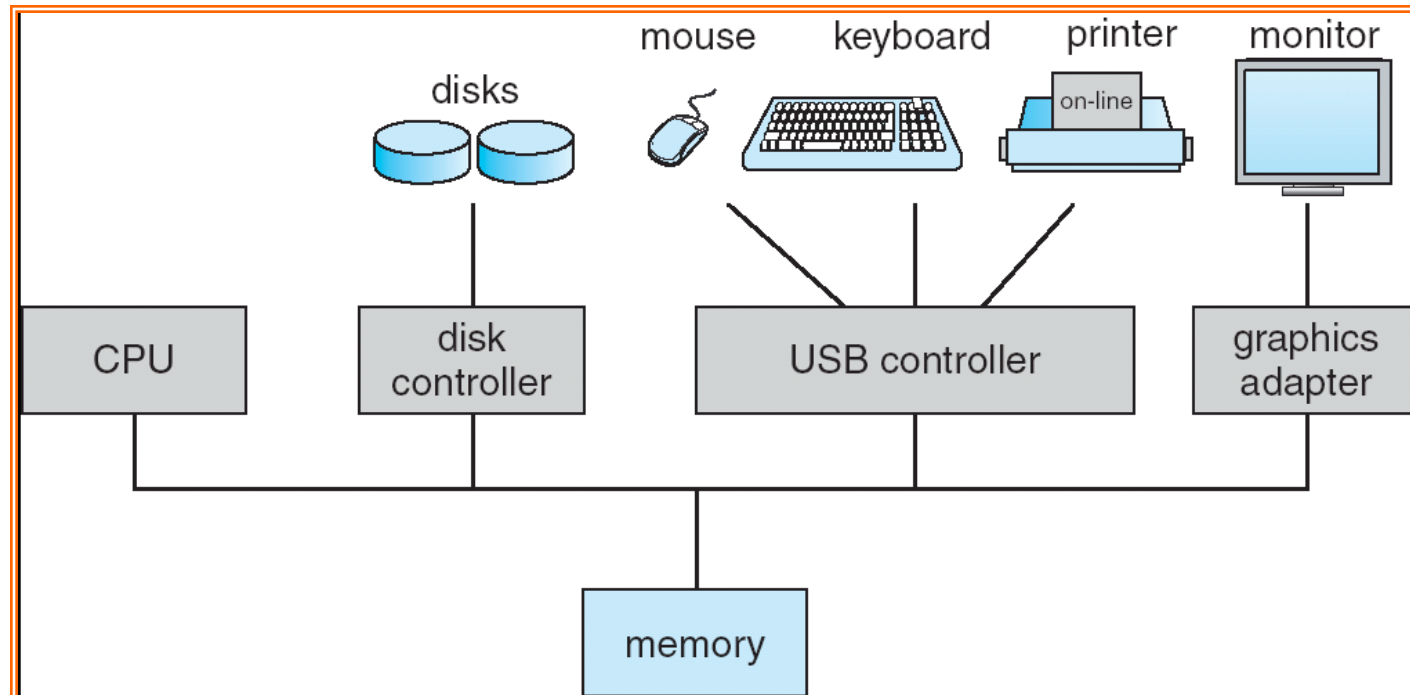 mouse
keyboard
printer
monitor
disks
on-line
CPU
disk
controller
USB controller
graphics
adapter
memory